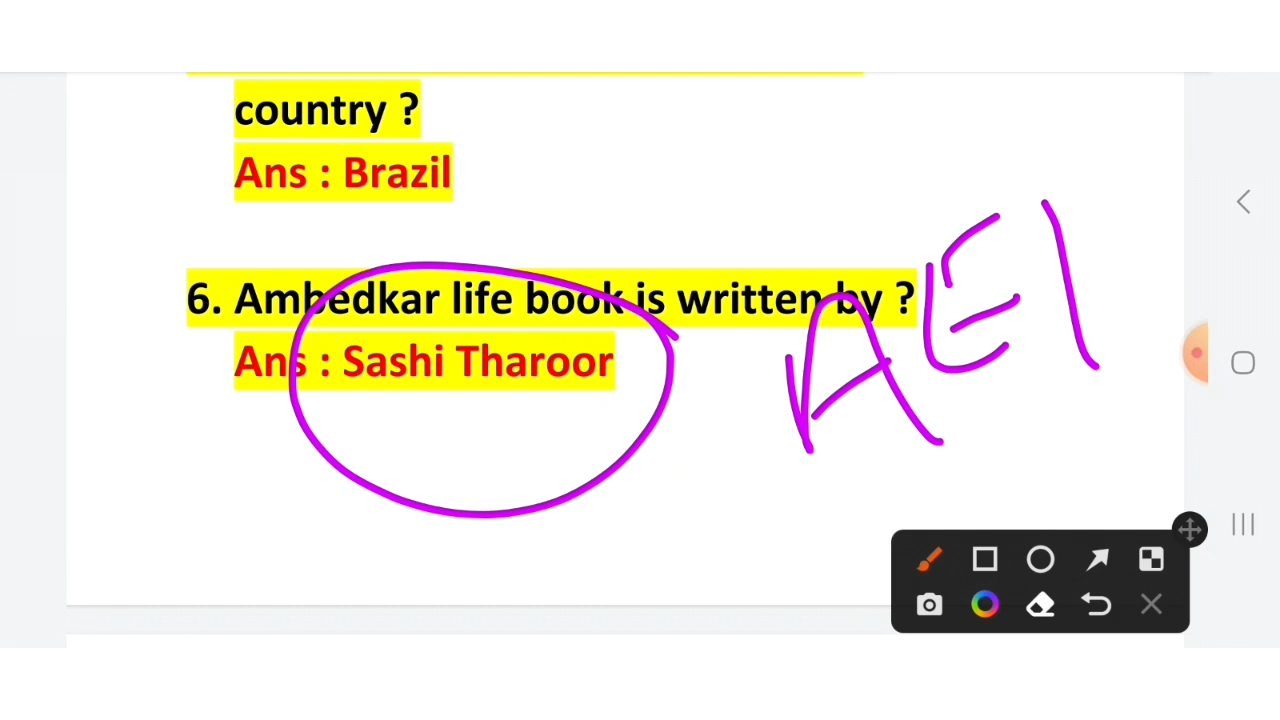 country ?
Ans : Brazil
6. Ambedkar life book is written by ?
Ans : Sashi Tharoor
AEI